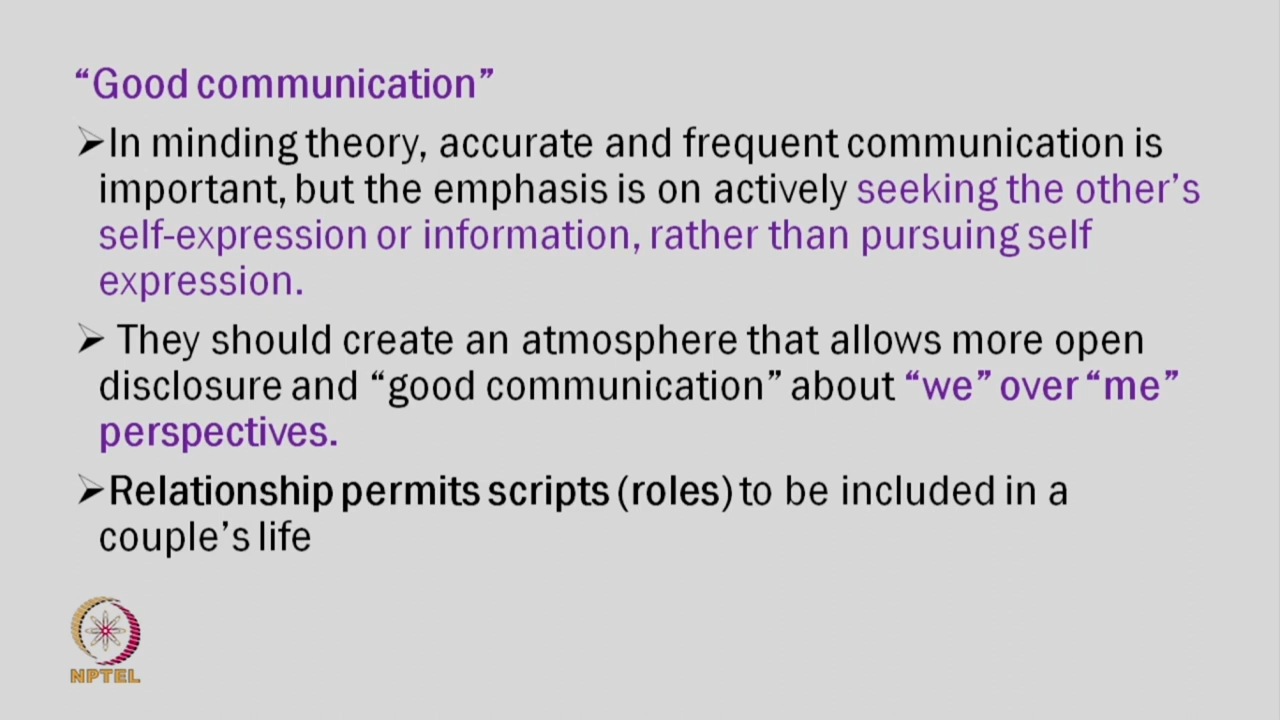 “Good communication”
➢In minding theory, accurate and frequent communication is
important, but the emphasis is on actively seeking the other’s
self-expression or information, rather than pursuing self
expression.
➢ They should create an atmosphere that allows more open
disclosure and “good communication” about “we” over “me”
perspectives.
➢Relationship permits scripts (roles) to be included in a
couple’s life
NPTEL